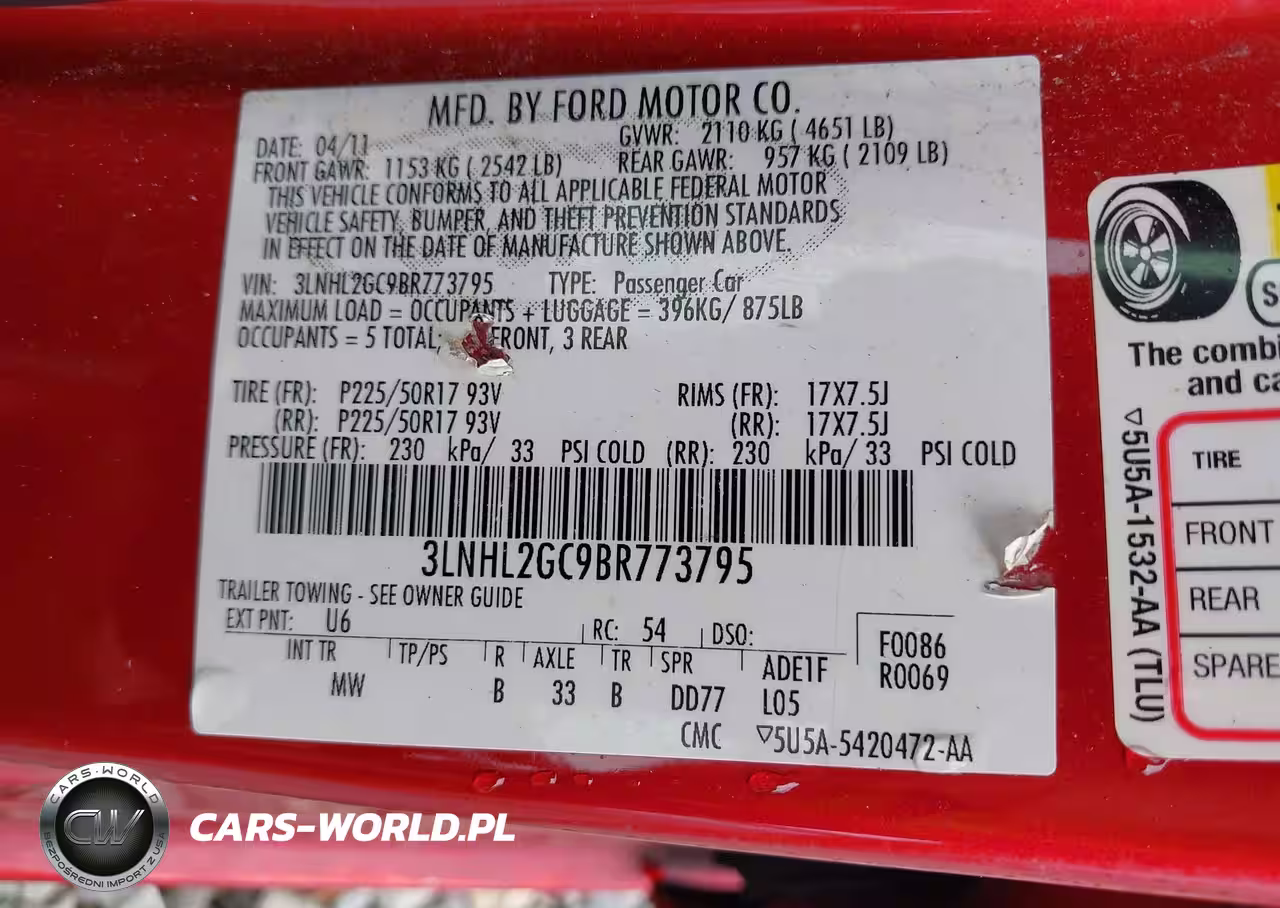 MFD. BY FORD MOTOR CO.
DATE: 04/11
GVWR: 2110 KG ( 4651 LB)
FRONT GAWR: 1153 KG ( 2542 LB)
REAR GAWR: 957 KG ( 2109 LB)
THIS VEHICLE CONFORMS TO ALL APPLICABLE FEDERAL MOTOR
VEHICLE SAFETY, BUMPER, AND THEFT PREVENTION STANDARDS
IN EFFECT ON THE DATE OF MANUFACTURE SHOWN ABOVE.
VIN: 3LNHL2GC9BR773795 TYPE: Passenger Car
MAXIMUM LOAD = OCCUPANTS + LUGGAGE = 396KG/ 875LB
OCCUPANTS = 5 TOTAL; FRONT, 3 REAR
TIRE (FR): P225/50R17 93V RIMS (FR): 17X7.5J
(RR): P225/50R17 93V (RR): 17X7.5J
PRESSURE (FR): 230 kPa/ 33 PSI COLD (RR): 230 kPa/ 33 PSI COLD
3LNHL2GC9BR773795
TRAILER TOWING - SEE OWNER GUIDE
EXT PNT: U6 RC: 54 DSO:
F0086
R0069
INT TR TP/PS R AXLE TR SPR ADE1F
MW B 33 B DD77 L05
CMC ▽5U5A-5420472-AA
The combi
and ca
▽5U5A-1532-AA (TLU)
TIRE
FRONT
REAR
SPARE
CARS-WORLD
CW
BEZPOŚREDNI IMPORT Z USA
CARS-WORLD.PL